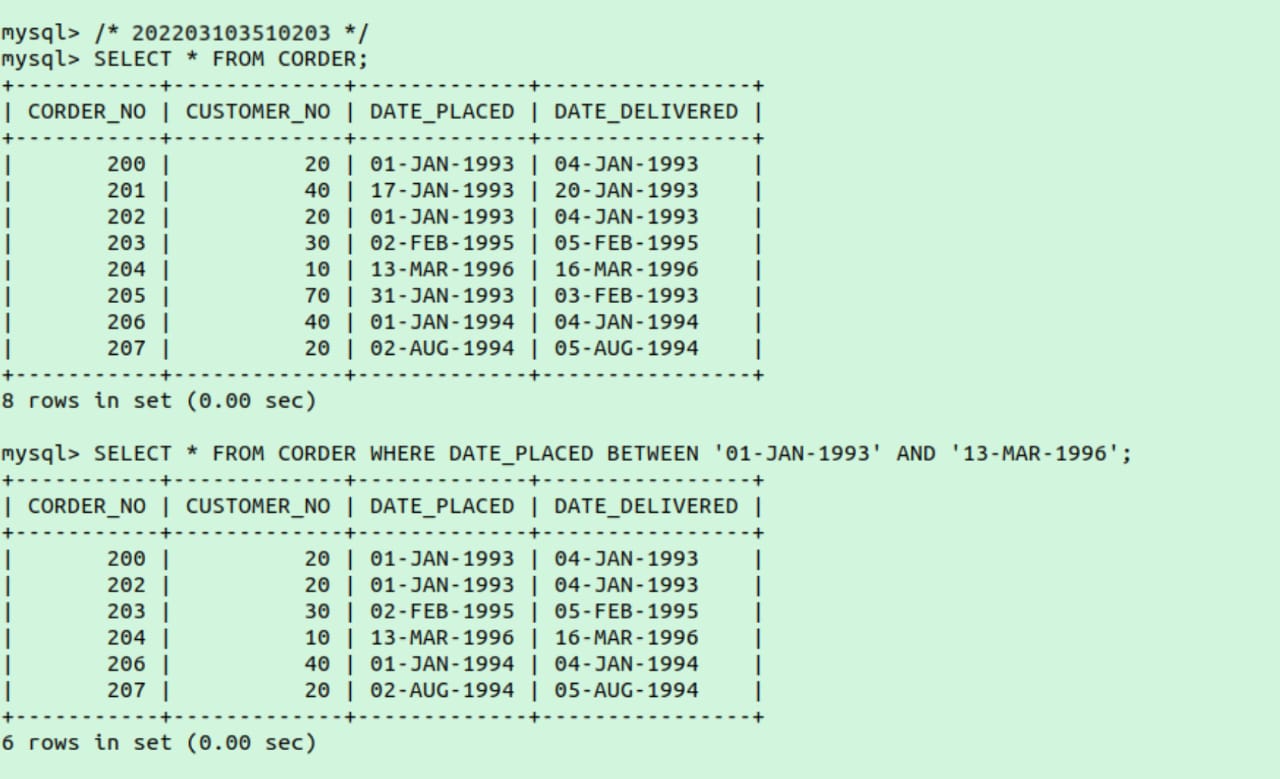 mysql> /* 202203103510203 */
mysql> SELECT * FROM CORDER;
+-----------+-------------+-------------+----------------+
| CORDER_NO | CUSTOMER_NO | DATE_PLACED | DATE_DELIVERED |
+-----------+-------------+-------------+----------------+
|       200 |          20 | 01-JAN-1993 | 04-JAN-1993    |
|       201 |          40 | 17-JAN-1993 | 20-JAN-1993    |
|       202 |          20 | 01-JAN-1993 | 04-JAN-1993    |
|       203 |          30 | 02-FEB-1995 | 05-FEB-1995    |
|       204 |          10 | 13-MAR-1996 | 16-MAR-1996    |
|       205 |          70 | 31-JAN-1993 | 03-FEB-1993    |
|       206 |          40 | 01-JAN-1994 | 04-JAN-1994    |
|       207 |          20 | 02-AUG-1994 | 05-AUG-1994    |
+-----------+-------------+-------------+----------------+
8 rows in set (0.00 sec)

mysql> SELECT * FROM CORDER WHERE DATE_PLACED BETWEEN '01-JAN-1993' AND '13-MAR-1996';
+-----------+-------------+-------------+----------------+
| CORDER_NO | CUSTOMER_NO | DATE_PLACED | DATE_DELIVERED |
+-----------+-------------+-------------+----------------+
|       200 |          20 | 01-JAN-1993 | 04-JAN-1993    |
|       202 |          20 | 01-JAN-1993 | 04-JAN-1993    |
|       203 |          30 | 02-FEB-1995 | 05-FEB-1995    |
|       204 |          10 | 13-MAR-1996 | 16-MAR-1996    |
|       206 |          40 | 01-JAN-1994 | 04-JAN-1994    |
|       207 |          20 | 02-AUG-1994 | 05-AUG-1994    |
+-----------+-------------+-------------+----------------+
6 rows in set (0.00 sec)